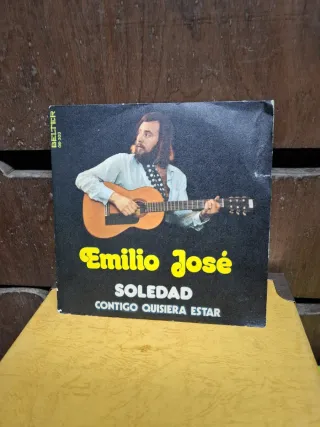 BELTER
Emilio José
SOLEDAD
CONTIGO QUISIERA ESTAR